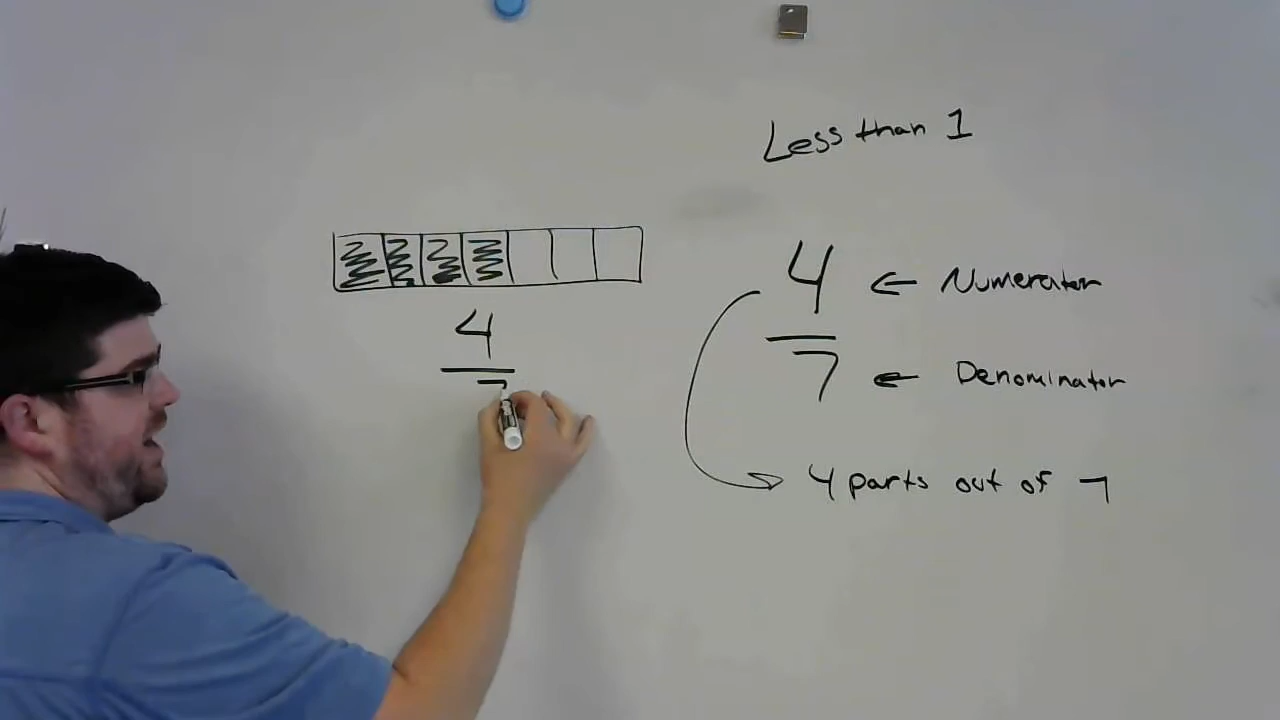 Less than 1
4
7
4 ← Numerator
7 ← Denominator
4 parts out of 7